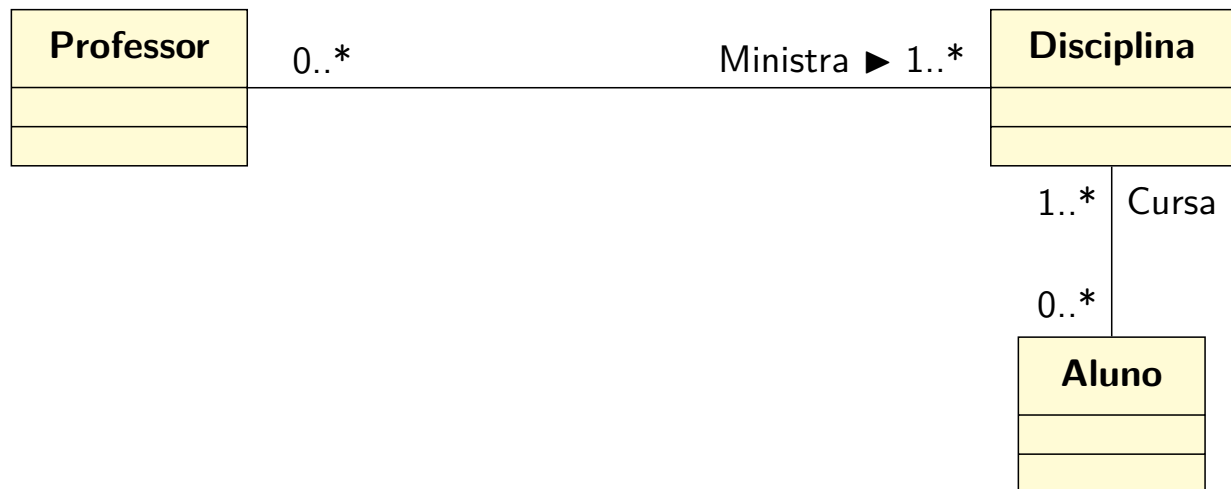 Professor
0..*
Ministra ▶ 1..*
Disciplina
1..*
Cursa
0..*
Aluno